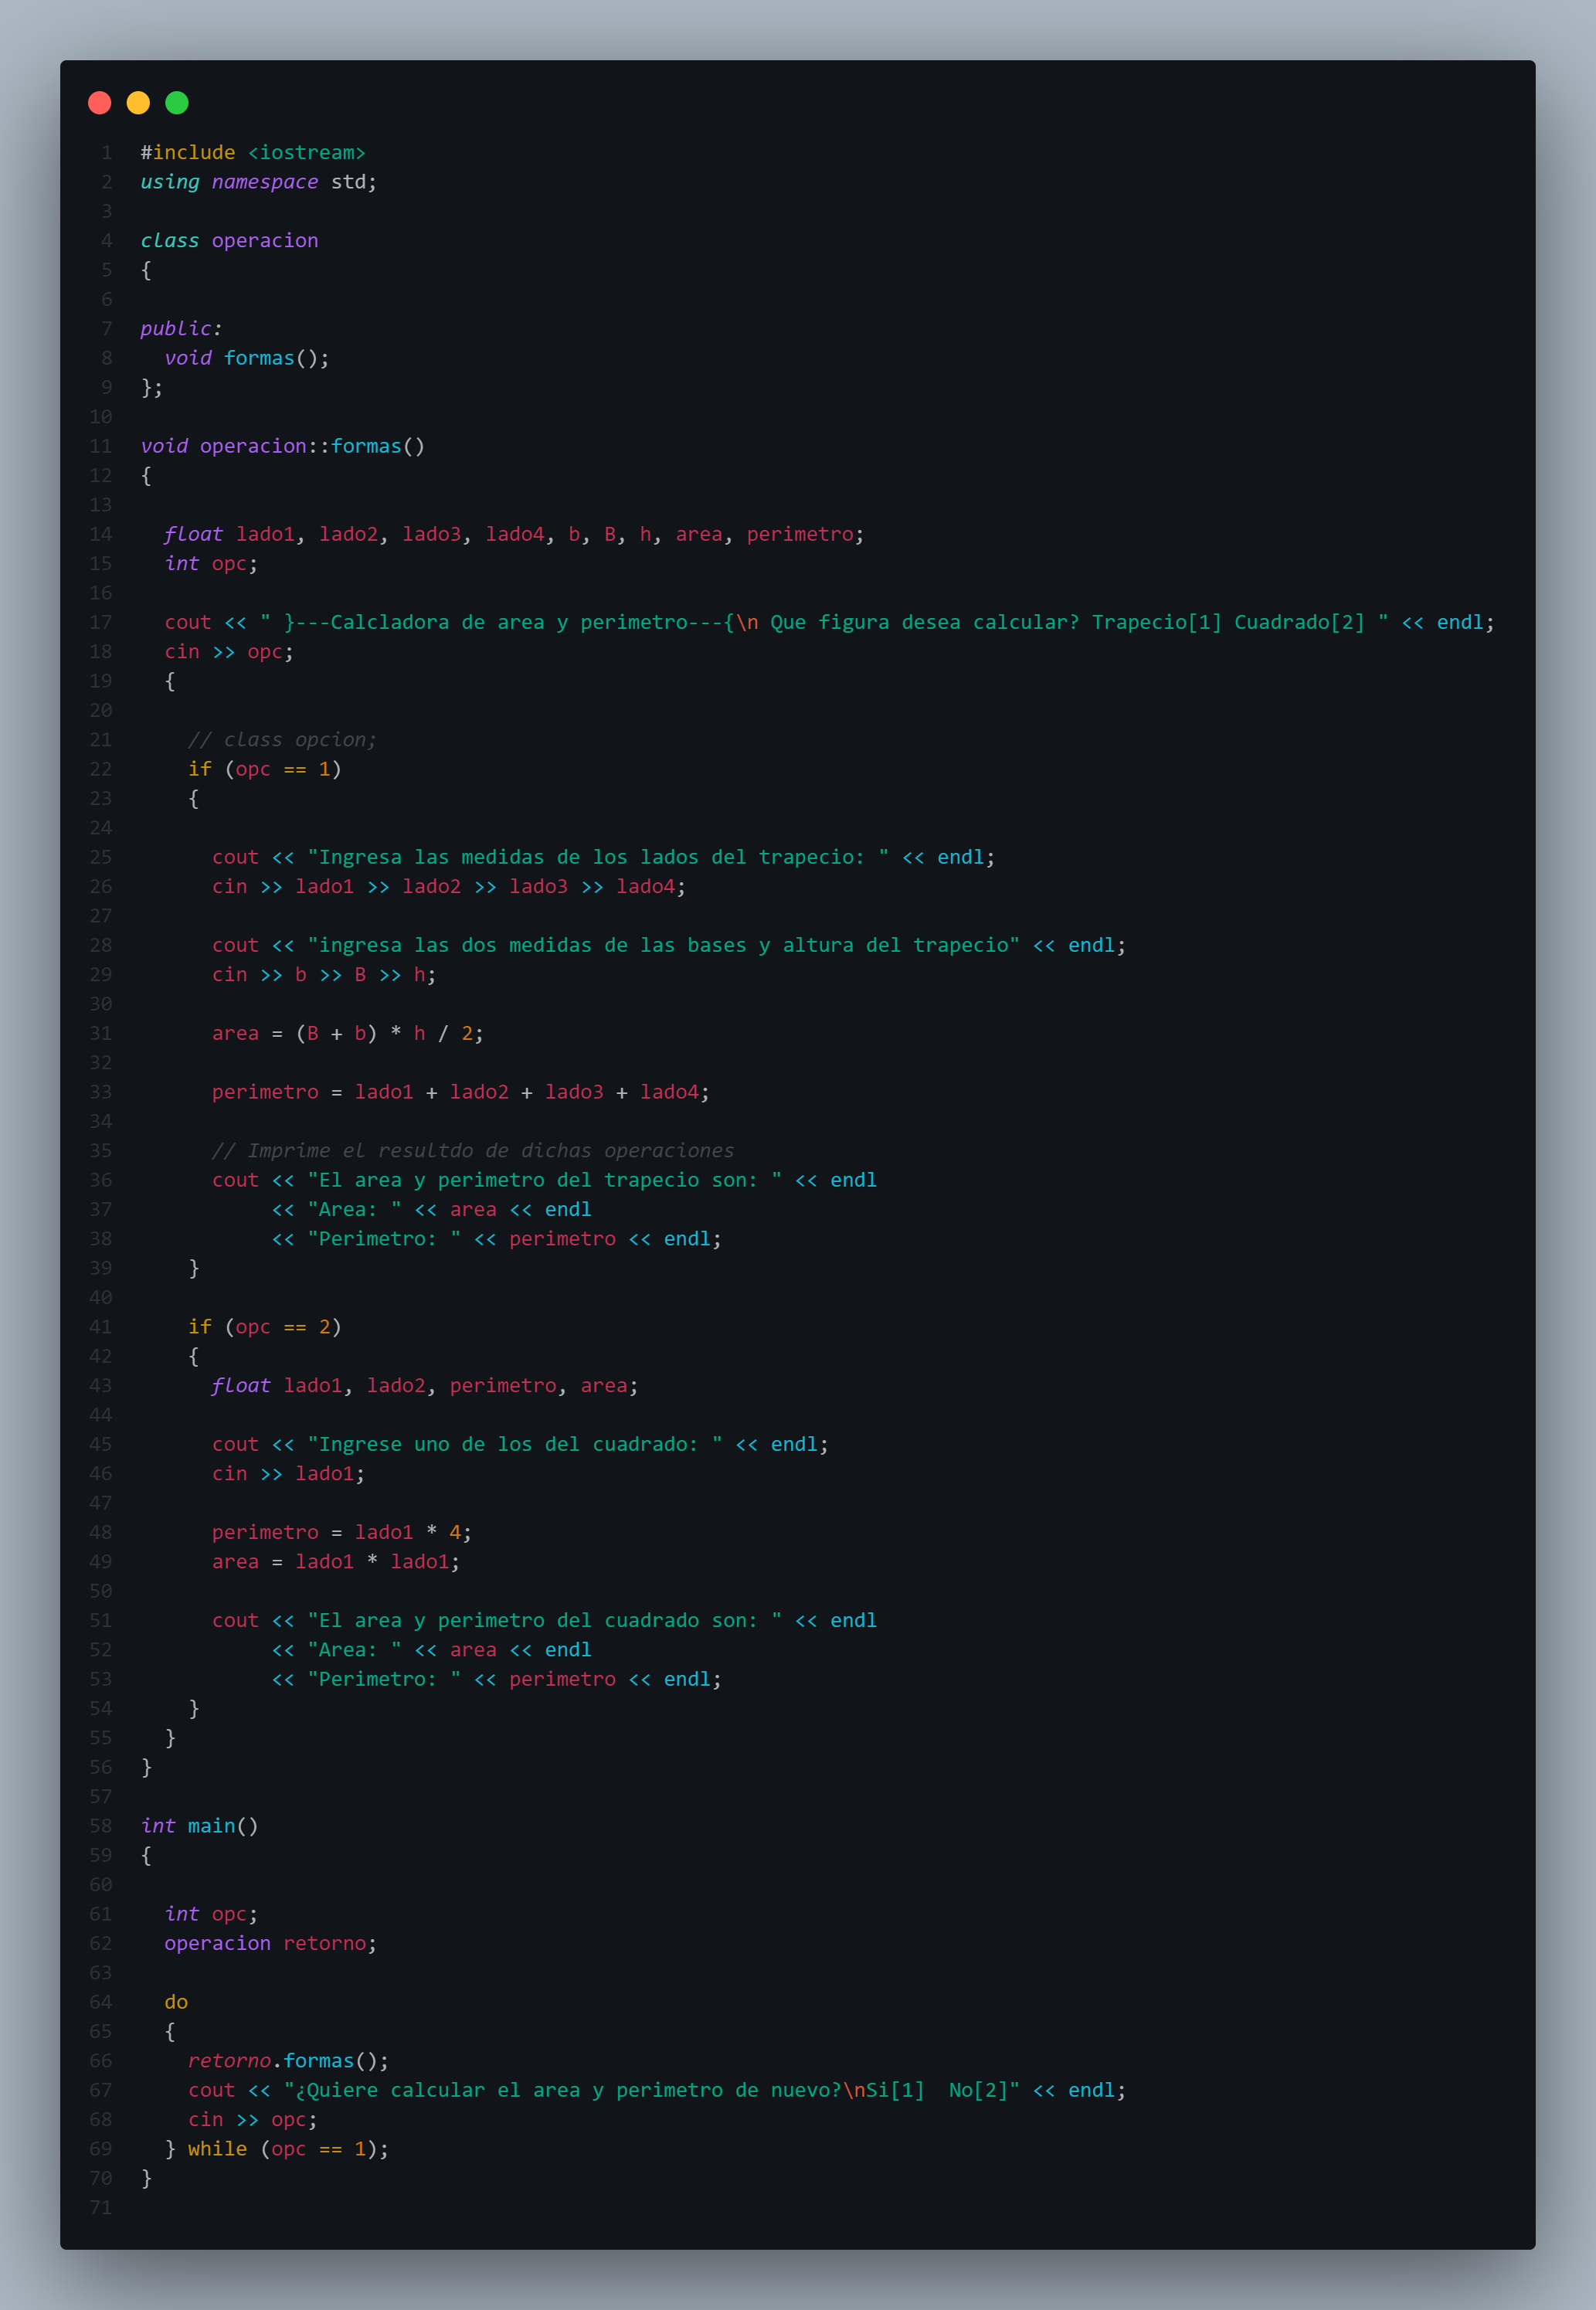 1 #include <iostream>
2 using namespace std;
3
4 class operacion
5 {
6
7 public:
8   void formas();
9 };
10
11 void operacion::formas()
12 {
13
14   float lado1, lado2, lado3, lado4, b, B, h, area, perimetro;
15   int opc;
16
17   cout << " }---Calcladora de area y perimetro---{\n Que figura desea calcular? Trapecio[1] Cuadrado[2] " << endl;
18   cin >> opc;
19   {
20
21     // class opcion;
22     if (opc == 1)
23     {
24
25       cout << "Ingresa las medidas de los lados del trapecio: " << endl;
26       cin >> lado1 >> lado2 >> lado3 >> lado4;
27
28       cout << "ingresa las dos medidas de las bases y altura del trapecio" << endl;
29       cin >> b >> B >> h;
30
31       area = (B + b) * h / 2;
32
33       perimetro = lado1 + lado2 + lado3 + lado4;
34
35       // Imprime el resultdo de dichas operaciones
36       cout << "El area y perimetro del trapecio son: " << endl
37            << "Area: " << area << endl
38            << "Perimetro: " << perimetro << endl;
39     }
40
41     if (opc == 2)
42     {
43       float lado1, lado2, perimetro, area;
44
45       cout << "Ingrese uno de los del cuadrado: " << endl;
46       cin >> lado1;
47
48       perimetro = lado1 * 4;
49       area = lado1 * lado1;
50
51       cout << "El area y perimetro del cuadrado son: " << endl
52            << "Area: " << area << endl
53            << "Perimetro: " << perimetro << endl;
54     }
55   }
56 }
57
58 int main()
59 {
60
61   int opc;
62   operacion retorno;
63
64   do
65   {
66     retorno.formas();
67     cout << "¿Quiere calcular el area y perimetro de nuevo?\nSi[1]  No[2]" << endl;
68     cin >> opc;
69   } while (opc == 1);
70 }
71